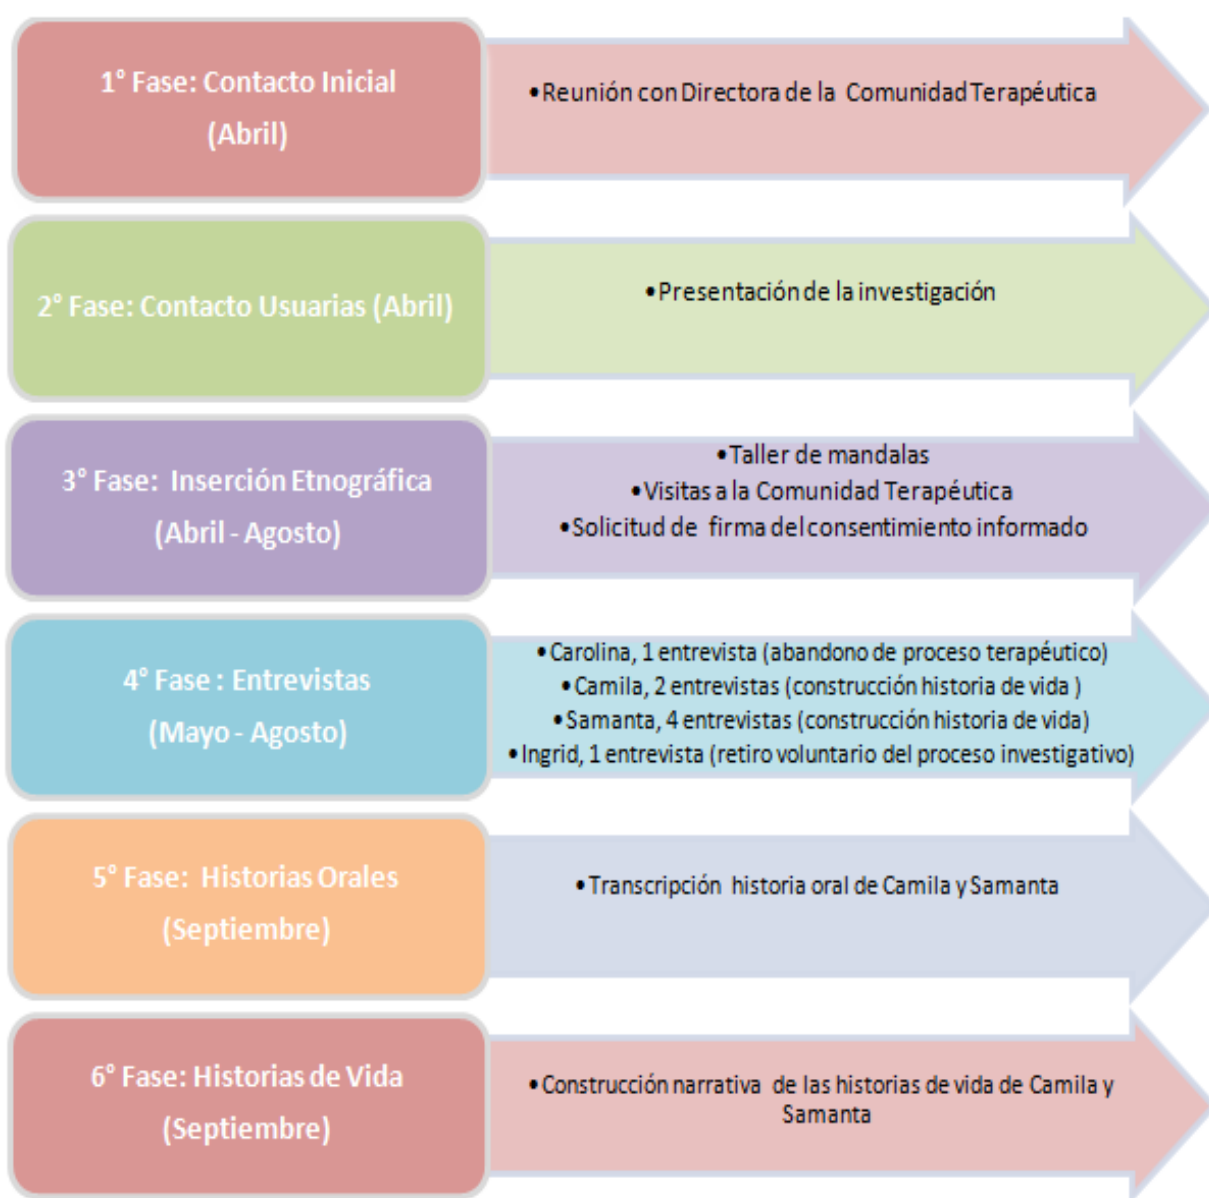 1° Fase: Contacto Inicial
(Abril)
•Reunión con Directora de la Comunidad Terapéutica
2° Fase: Contacto Usuarias (Abril)
•Presentación de la investigación
3° Fase: Inserción Etnográfica
(Abril - Agosto)
•Taller de mandalas
•Visitas a la Comunidad Terapéutica
•Solicitud de firma del consentimiento informado
4° Fase : Entrevistas
(Mayo - Agosto)
•Carolina, 1 entrevista (abandono de proceso terapéutico)
•Camila, 2 entrevistas (construcción historia de vida )
•Samanta, 4 entrevistas (construcción historia de vida)
•Ingrid, 1 entrevista (retiro voluntario del proceso investigativo)
5° Fase: Historias Orales
(Septiembre)
•Transcripción historia oral de Camila y Samanta
6° Fase: Historias de Vida
(Septiembre)
•Construcción narrativa de las historias de vida de Camila y
Samanta